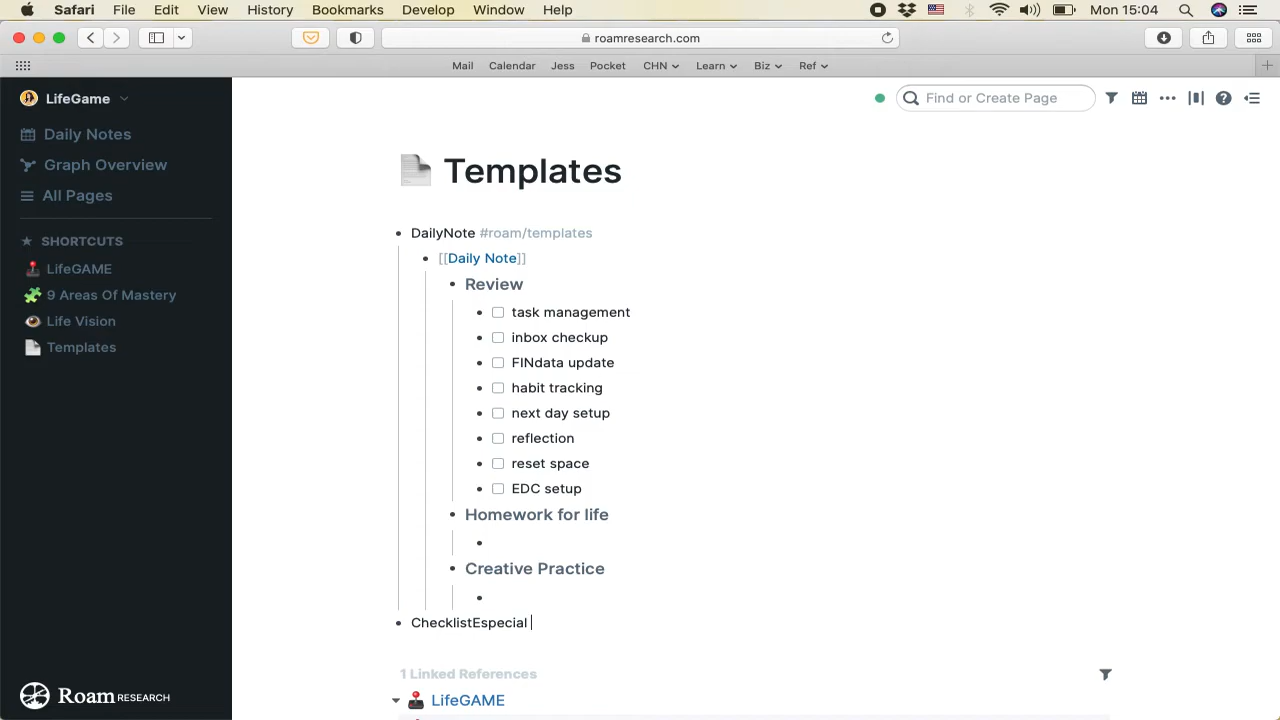 Safari File Edit View History Bookmarks Develop Window Help Mon 15:04
roamresearch.com
Mail Calendar Jess Pocket CHN Learn Biz Ref
LifeGame
Find or Create Page
Daily Notes
Graph Overview
All Pages
SHORTCUTS
LifeGAME
9 Areas Of Mastery
Life Vision
Templates
Roam RESEARCH
Templates
DailyNote #roam/templates
[[Daily Note]]
Review
task management
inbox checkup
FINdata update
habit tracking
next day setup
reflection
reset space
EDC setup
Homework for life
Creative Practice
ChecklistEspecial
1 Linked References
LifeGAME